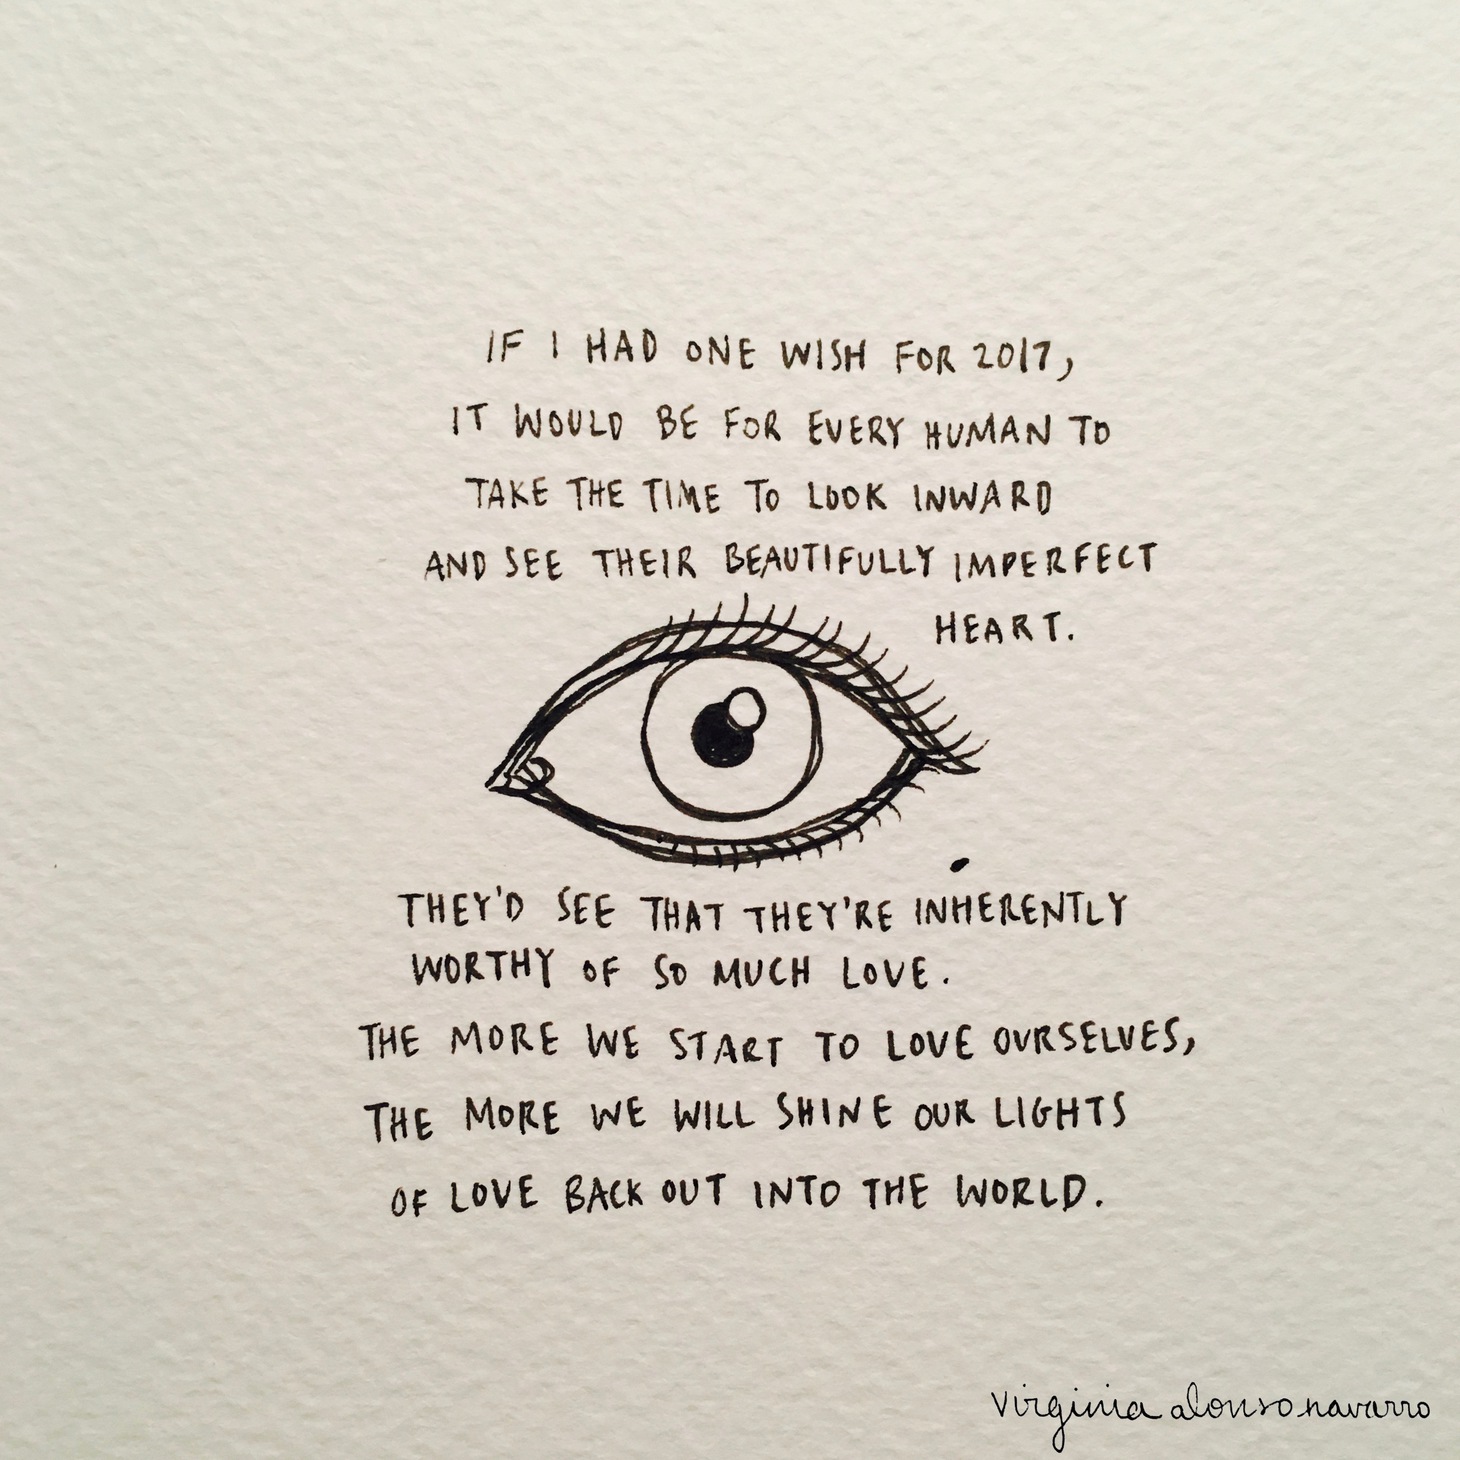 IF I HAD ONE WISH FOR 2017,
IT WOULD BE FOR EVERY HUMAN TO
TAKE THE TIME TO LOOK INWARD
AND SEE THEIR BEAUTIFULLY IMPERFECT
HEART.
THEY'D SEE THAT THEY'RE INHERENTLY
WORTHY OF SO MUCH LOVE.
THE MORE WE START TO LOVE OURSELVES,
THE MORE WE WILL SHINE OUR LIGHTS
OF LOVE BACK OUT INTO THE WORLD.
virginia alonso navarro